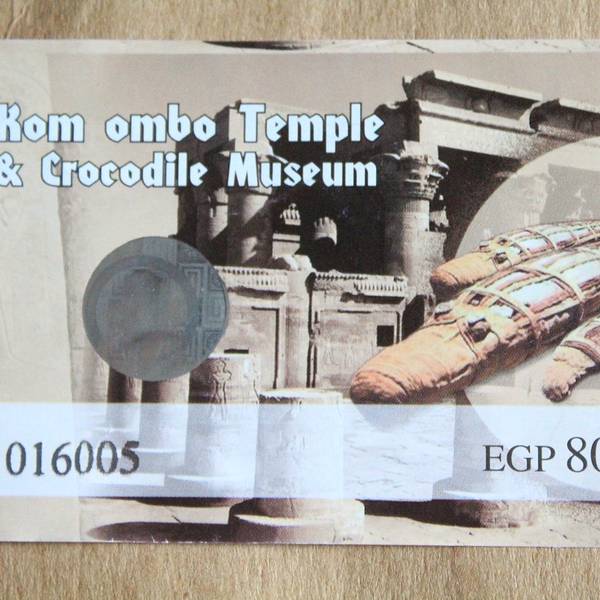 Kom ombo Temple
& Crocodile Museum
016005
EGP 80